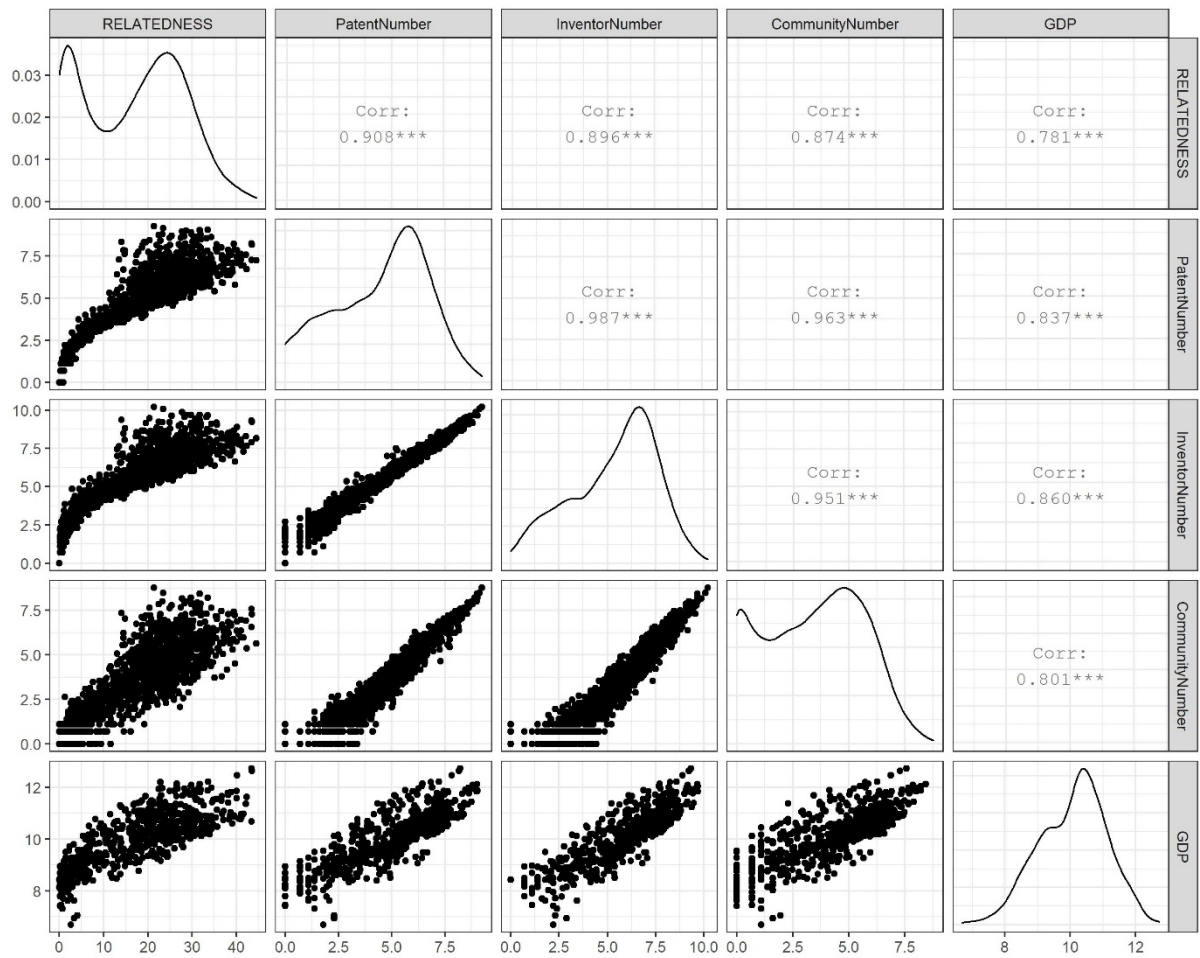 RELATEDNESS PatentNumber InventorNumber CommunityNumber GDP
0.03
0.02
0.01
0.00
Corr:
0.908***
Corr:
0.896***
Corr:
0.874***
Corr:
0.781***
RELATEDNESS
7.5
5.0
2.5
0.0
Corr:
0.987***
Corr:
0.963***
Corr:
0.837***
PatentNumber
10.0
7.5
5.0
2.5
0.0
Corr:
0.951***
Corr:
0.860***
InventorNumber
7.5
5.0
2.5
0.0
Corr:
0.801***
CommunityNumber
12
10
8
GDP
0 10 20 30 40 0.0 2.5 5.0 7.5 0.0 2.5 5.0 7.5 10.0 0.0 2.5 5.0 7.5 8 10 12